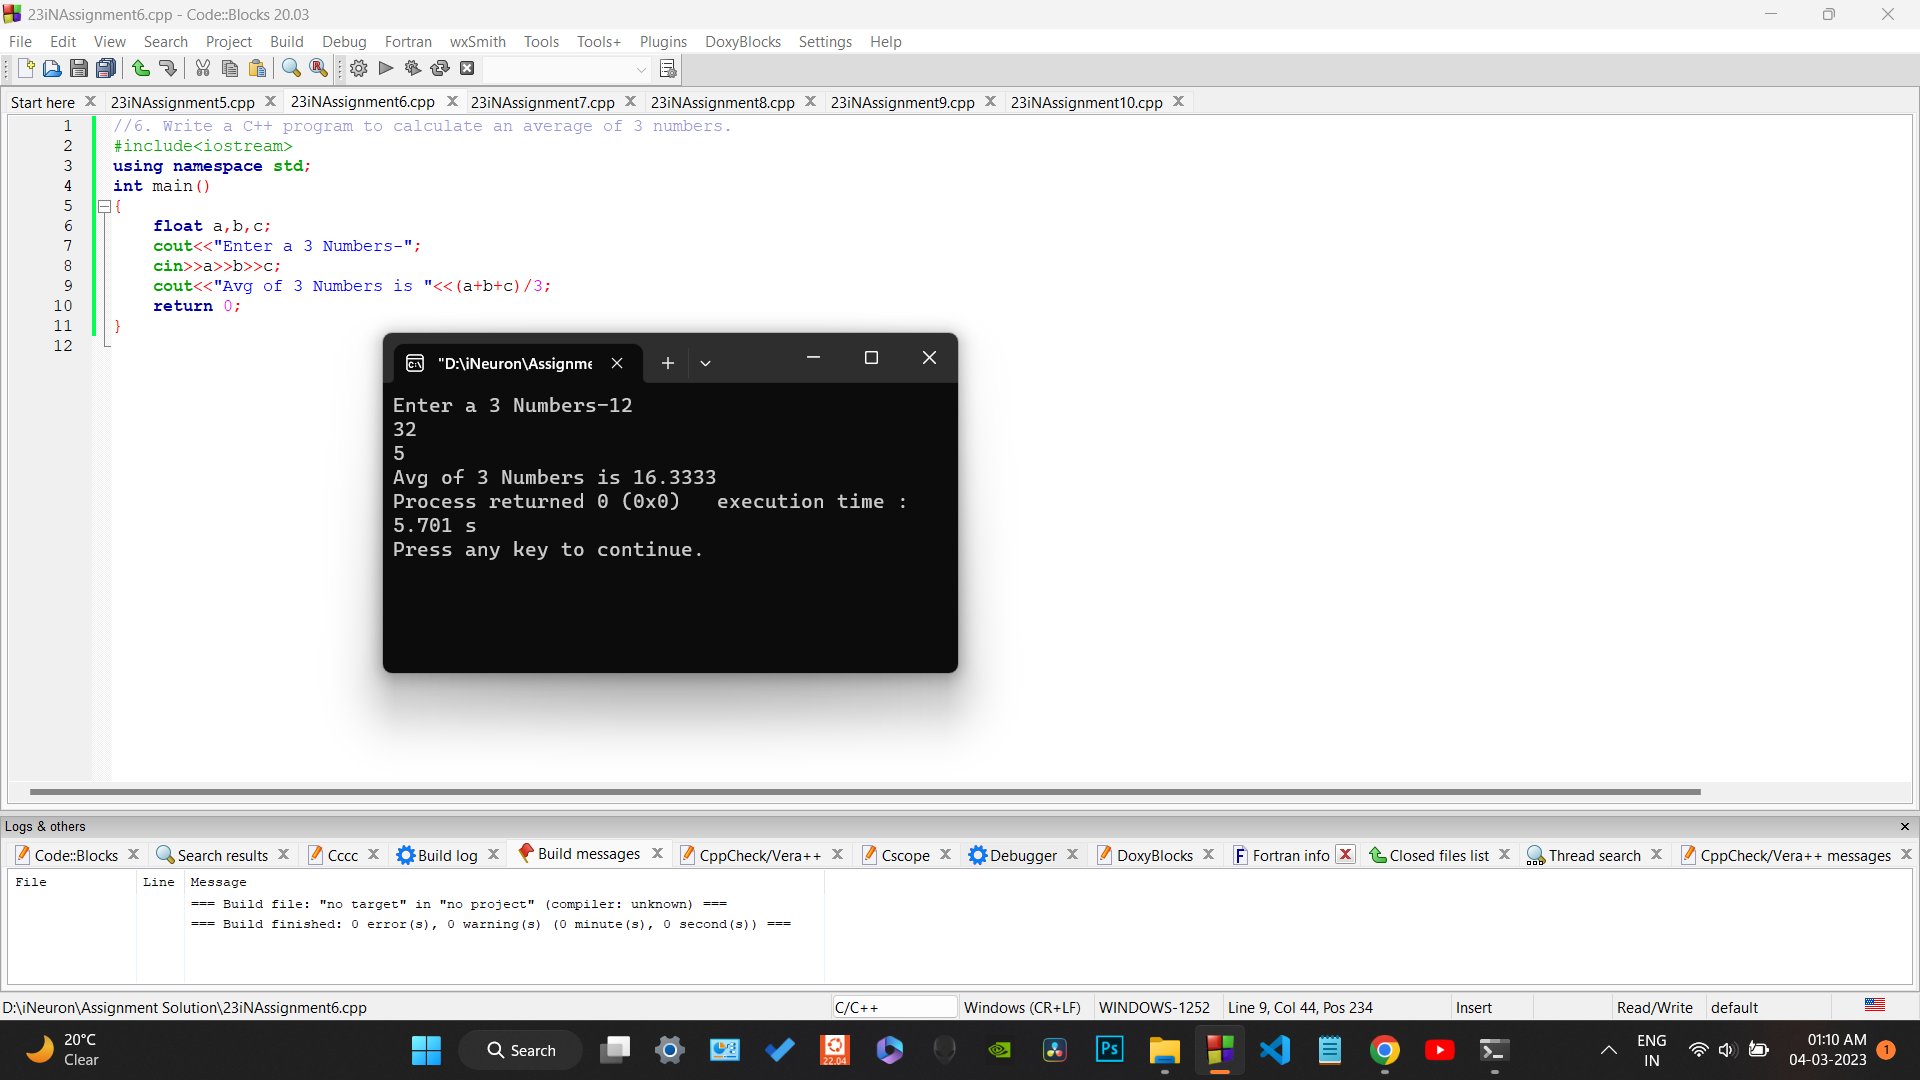 23iNAssignment6.cpp - Code::Blocks 20.03
File Edit View Search Project Build Debug Fortran wxSmith Tools Tools+ Plugins DoxyBlocks Settings Help
Start here 23iNAssignment5.cpp 23iNAssignment6.cpp 23iNAssignment7.cpp 23iNAssignment8.cpp 23iNAssignment9.cpp 23iNAssignment10.cpp
1 //6. Write a C++ program to calculate an average of 3 numbers.
2 #include<iostream>
3 using namespace std;
4 int main()
5 {
6 float a,b,c;
7 cout<<"Enter a 3 Numbers-";
8 cin>>a>>b>>c;
9 cout<<"Avg of 3 Numbers is "<<(a+b+c)/3;
10 return 0;
11 }
12
"D:\iNeuron\Assignme
Enter a 3 Numbers-12
32
5
Avg of 3 Numbers is 16.3333
Process returned 0 (0x0)   execution time :
5.701 s
Press any key to continue.
Logs & others
Code::Blocks Search results Cccc Build log Build messages CppCheck/Vera++ Cscope Debugger DoxyBlocks Fortran info Closed files list Thread search CppCheck/Vera++ messages
File Line Message
=== Build file: "no target" in "no project" (compiler: unknown) ===
=== Build finished: 0 error(s), 0 warning(s) (0 minute(s), 0 second(s)) ===
D:\iNeuron\Assignment Solution\23iNAssignment6.cpp C/C++ Windows (CR+LF) WINDOWS-1252 Line 9, Col 44, Pos 234 Insert Read/Write default
20°C
Clear
Search
22.04
Ps
ENG
IN
01:10 AM
04-03-2023
1